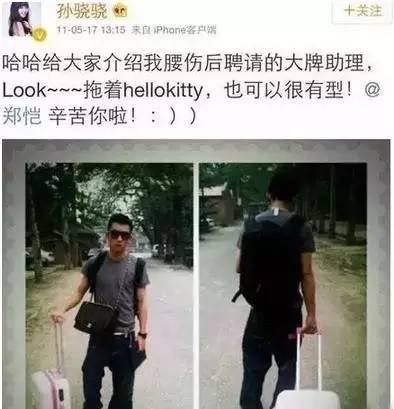 孙骁骁
+关注
11-05-17 13:15 来自 iPhone客户端
哈哈给大家介绍我腰伤后聘请的大牌助理，
Look~~~拖着hellokitty，也可以很有型！@
郑恺 辛苦你啦！：））